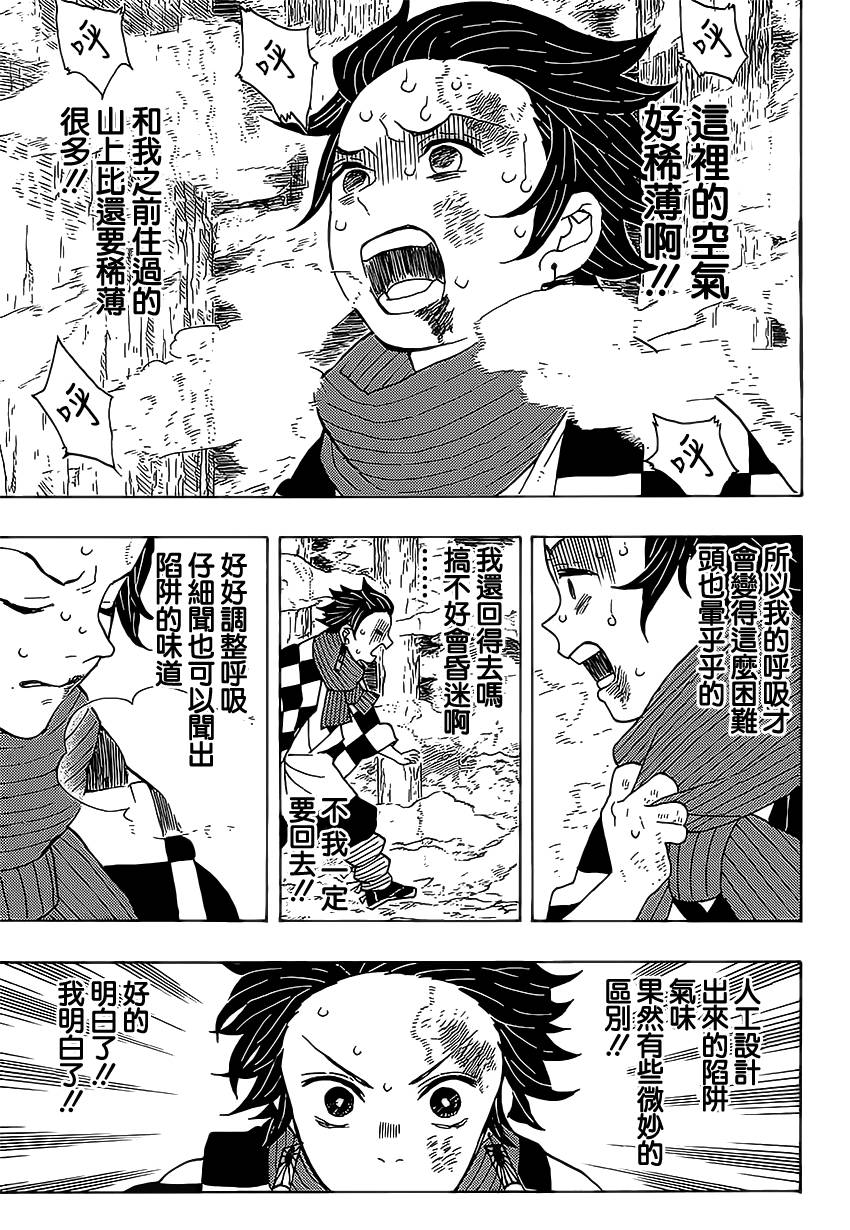 呼
呼
這裡的空氣
好稀薄啊!!
呼
呼
和我之前住過的
山上比還要稀薄
很多!!
呼
呼
所以我的呼吸才
會變得這麼困難
頭也暈乎乎的
我還回得去嗎
搞不好會昏迷啊
……
不我一定
要回去!!
好好調整呼吸
仔細聞也可以聞出
陷阱的味道
人工設計
出來的陷阱
氣味
果然有些微妙的
區別!!
好的
明白了!!
我明白了!!